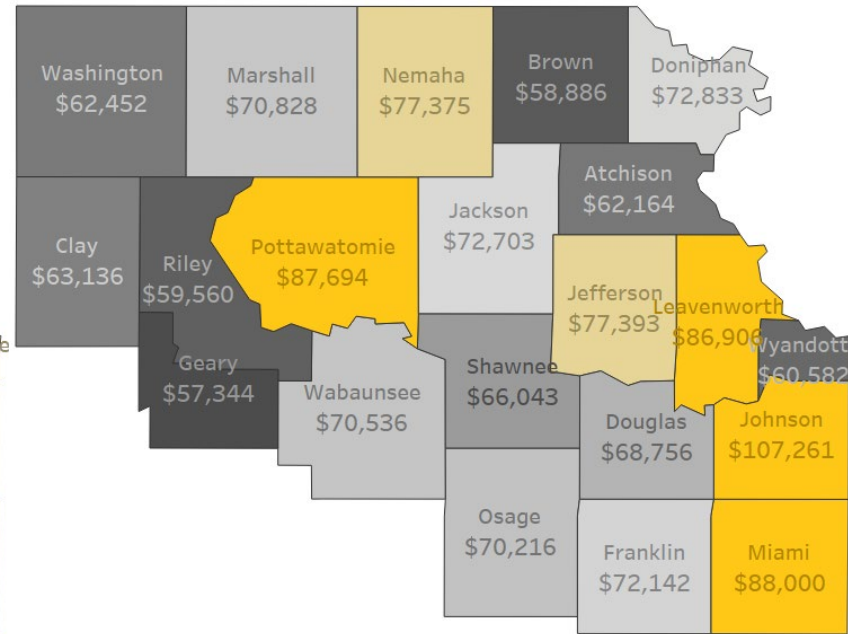 Washington
$62,452
Marshall
$70,828
Nemaha
$77,375
Brown
$58,886
Doniphan
$72,833
Clay
$63,136
Riley
$59,560
Pottawatomie
$87,694
Jackson
$72,703
Atchison
$62,164
Jefferson
$77,393
Leavenworth
$86,906
Wyandott
$60,582
e
Geary
$57,344
Wabaunsee
$70,536
Shawnee
$66,043
Douglas
$68,756
Johnson
$107,261
Osage
$70,216
Franklin
$72,142
Miami
$88,000